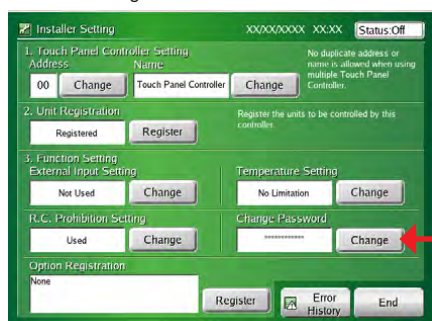 Installer Setting XX/XX/XXXX XX:XX Status:Off
1. Touch Panel Controller Setting
Address Name
00 Change Touch Panel Controller Change
No duplicate address or
name is allowed when using
multiple Touch Panel
Controller.
2. Unit Registration
Registered Register
Register the units to be controlled by this
controller.
3. Function Setting
External Input Setting Temperature Setting
Not Used Change No Limitation Change
R.C. Prohibition Setting Change Password
Used Change ************ Change
Option Registration
None
Register Error
History End